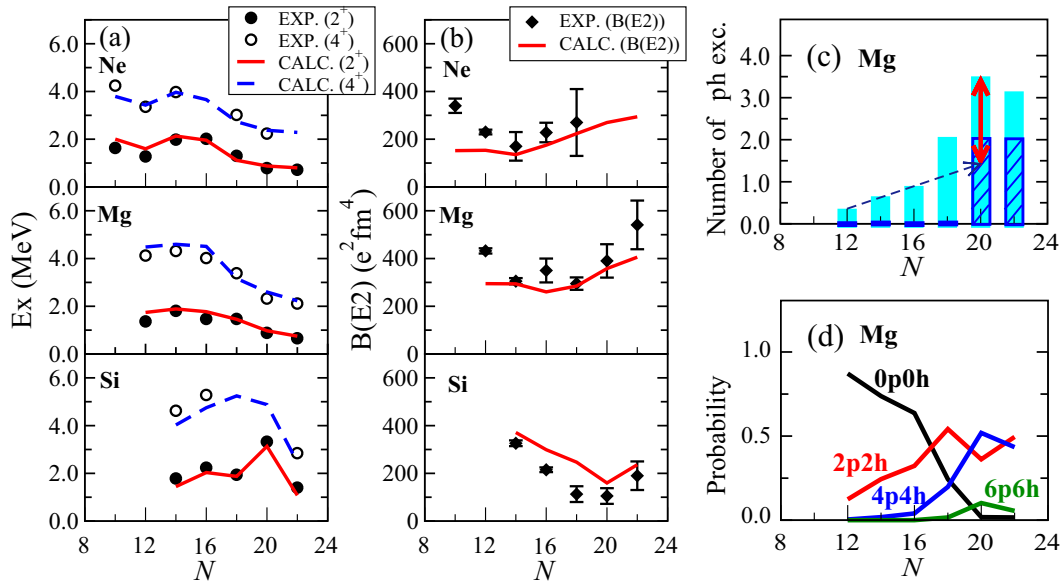 (a)
EXP. (2+)
EXP. (4+)
CALC. (2+)
CALC. (4+)
Ne
6.0
4.0
2.0
0.0
Mg
6.0
4.0
2.0
0.0
Si
6.0
4.0
2.0
0.0
Ex (MeV)
8 12 16 20 24
N
(b)
EXP. (B(E2))
CALC. (B(E2))
Ne
600
400
200
0
Mg
600
400
200
0
Si
600
400
200
0
B(E2) (e2fm4)
8 12 16 20 24
N
(c) Mg
Number of ph exc.
4.0
3.0
2.0
1.0
0.0
8 12 16 20 24
N
(d) Mg
Probability
1.0
0.5
0.0
0p0h
2p2h
4p4h
6p6h
8 12 16 20 24
N